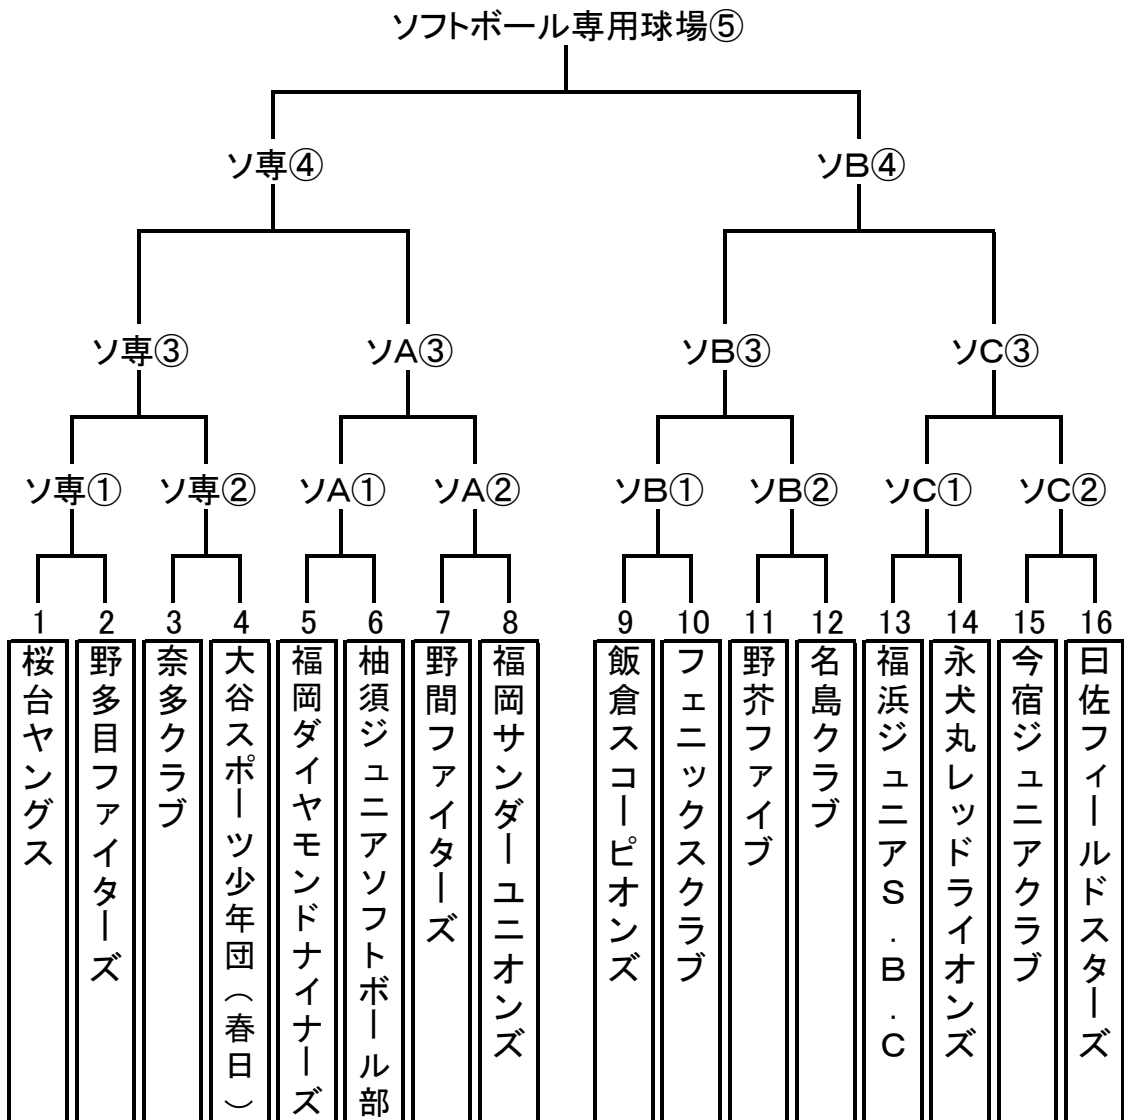 ソフトボール専用球場⑤
ソ専④
ソB④
ソ専③
ソA③
ソB③
ソC③
ソ専①
ソ専②
ソA①
ソA②
ソB①
ソB②
ソC①
ソC②
1
2
3
4
5
6
7
8
9
10
11
12
13
14
15
16
桜台ヤングス
野多目ファイターズ
奈多クラブ
大谷スポーツ少年団（春日）
福岡ダイヤモンドナイナーズ
柚須ジュニアソフトボール部
野間ファイターズ
福岡サンダーユニオンズ
飯倉スコーピオンズ
フェニックスクラブ
野芥ファイブ
名島クラブ
福浜ジュニアS.B.C
永犬丸レッドライオンズ
今宿ジュニアクラブ
曰佐フィールドスターズ